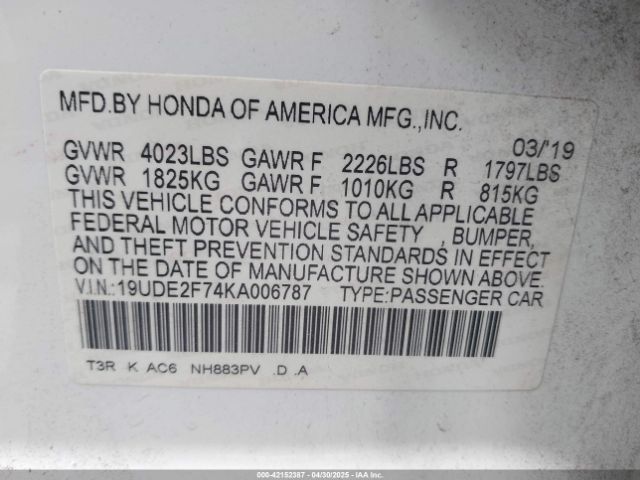 MFD.BY HONDA OF AMERICA MFG.,INC.
03/'19
GVWR 4023LBS GAWR F 2226LBS R 1797LBS
GVWR 1825KG GAWR F 1010KG R 815KG
THIS VEHICLE CONFORMS TO ALL APPLICABLE
FEDERAL MOTOR VEHICLE SAFETY , BUMPER,
AND THEFT PREVENTION STANDARDS IN EFFECT
ON THE DATE OF MANUFACTURE SHOWN ABOVE.
V.I.N.:19UDE2F74KA006787 TYPE:PASSENGER CAR
T3R K AC6 NH883PV .D .A
000-42152387 - 04/30/2025 - IAA Inc.